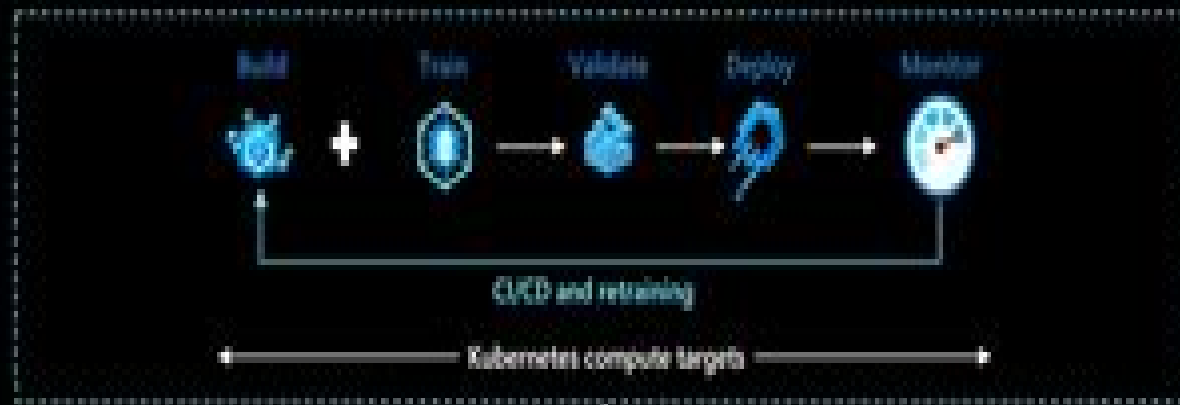 Build
Train
Validate
Deploy
Monitor
CI/CD and retraining
Kubernetes compute targets